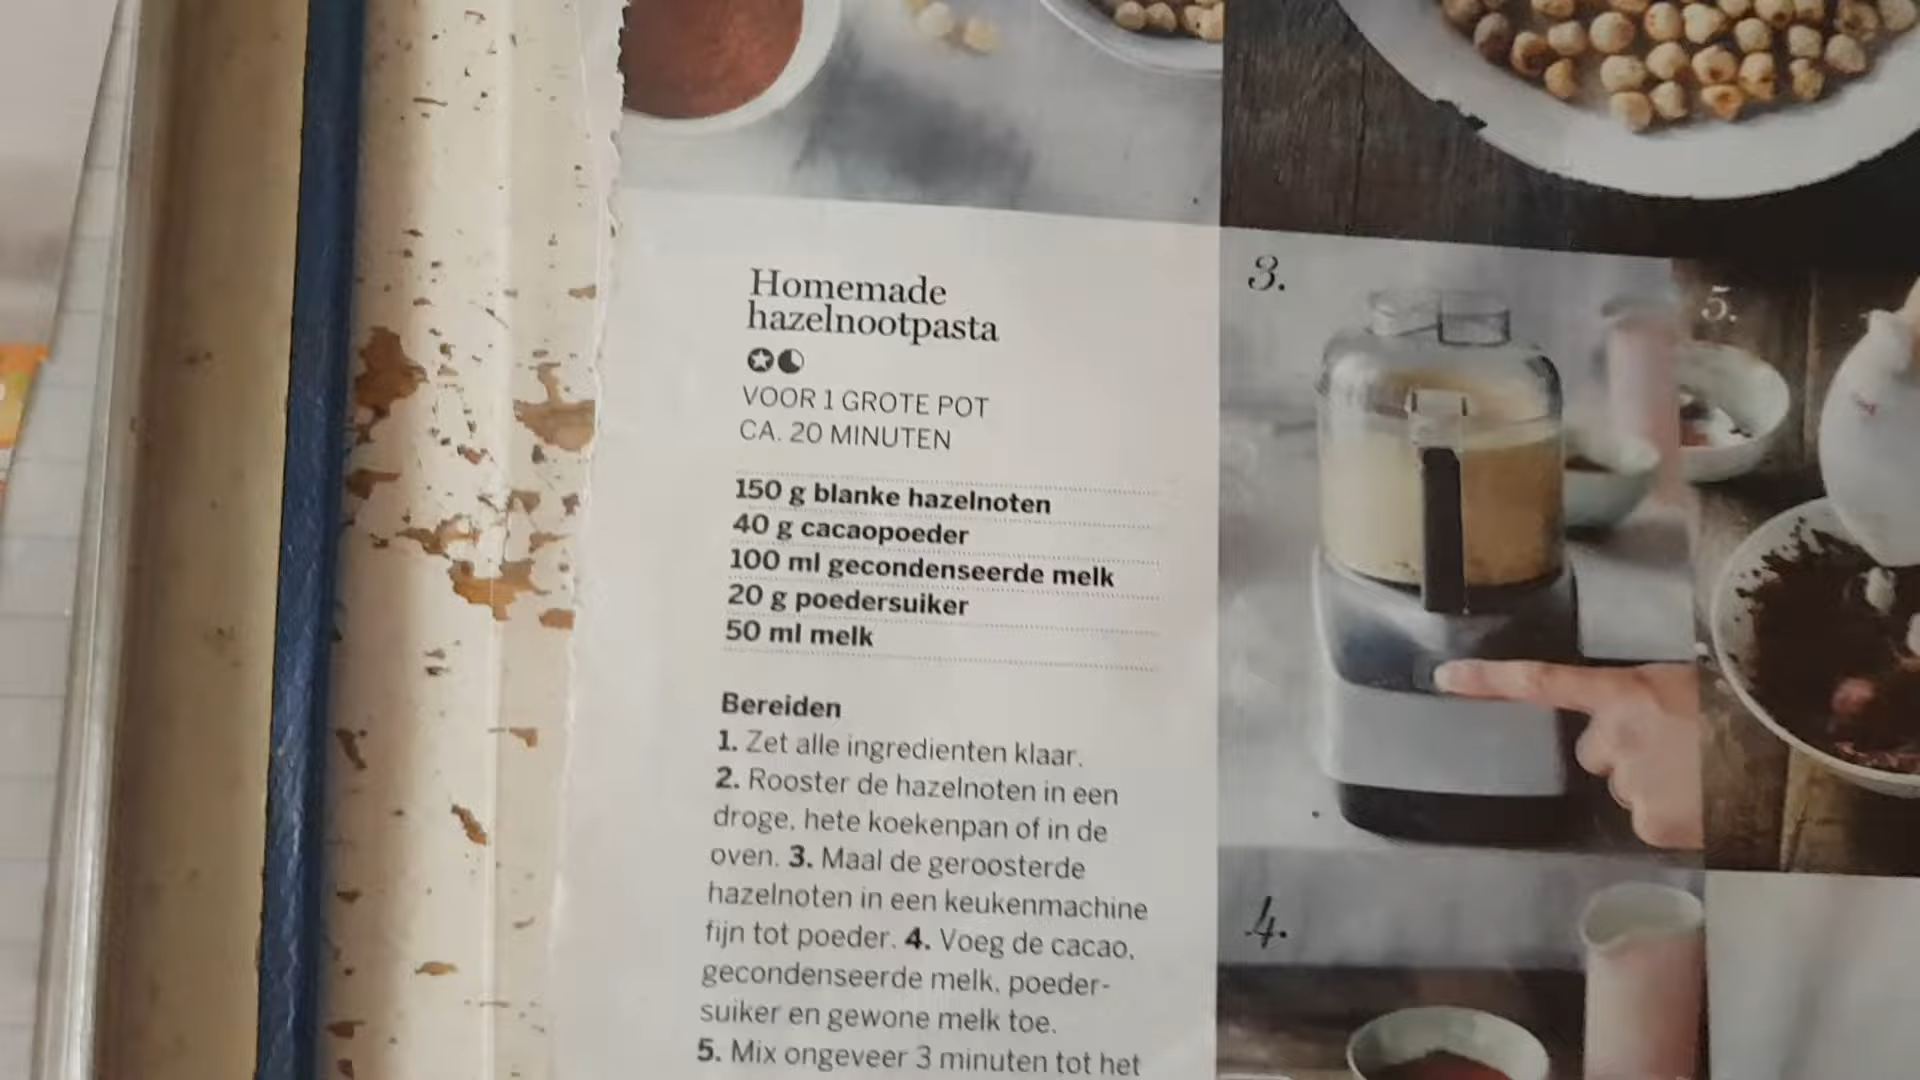 Homemade
hazelnootpasta
VOOR 1 GROTE POT
CA. 20 MINUTEN
150 g blanke hazelnoten
40 g cacaopoeder
100 ml gecondenseerde melk
20 g poedersuiker
50 ml melk
Bereiden
1. Zet alle ingredienten klaar.
2. Rooster de hazelnoten in een
droge, hete koekenpan of in de
oven. 3. Maal de geroosterde
hazelnoten in een keukenmachine
fijn tot poeder. 4. Voeg de cacao,
gecondenseerde melk, poeder-
suiker en gewone melk toe.
5. Mix ongeveer 3 minuten tot het
3.
5.
4.